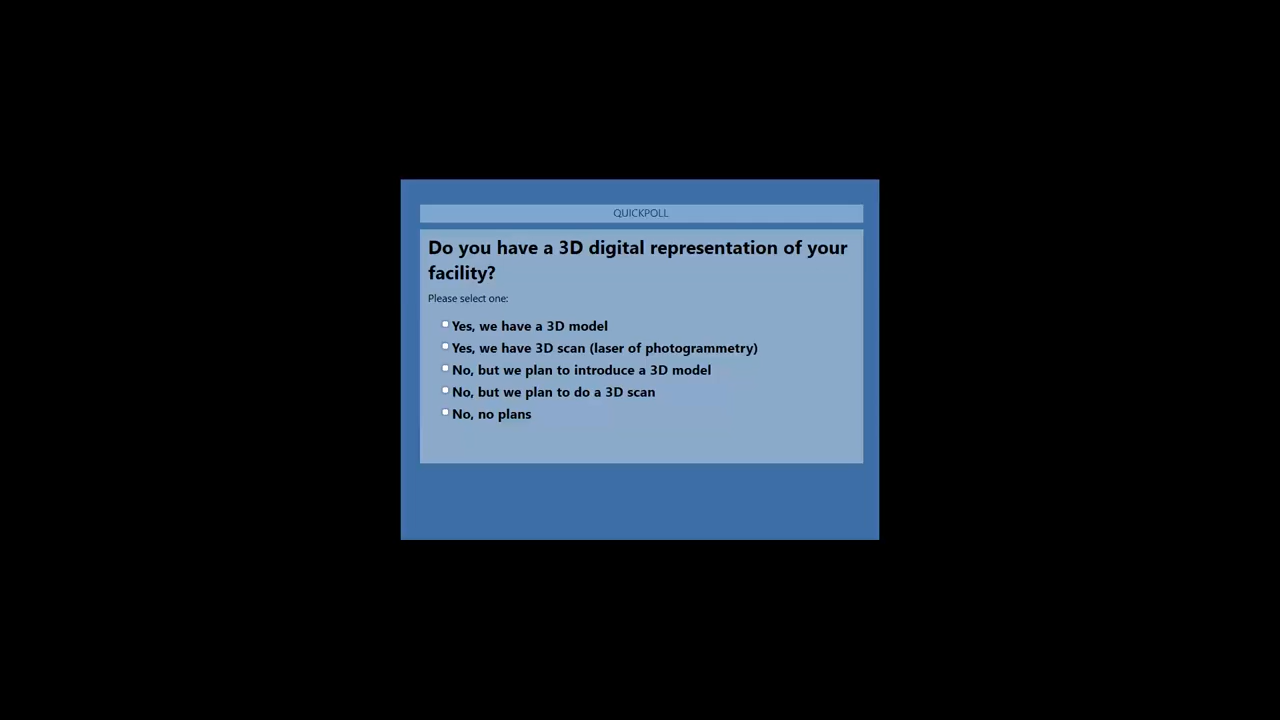 QUICKPOLL
Do you have a 3D digital representation of your
facility?
Please select one:
Yes, we have a 3D model
Yes, we have 3D scan (laser of photogrammetry)
No, but we plan to introduce a 3D model
No, but we plan to do a 3D scan
No, no plans